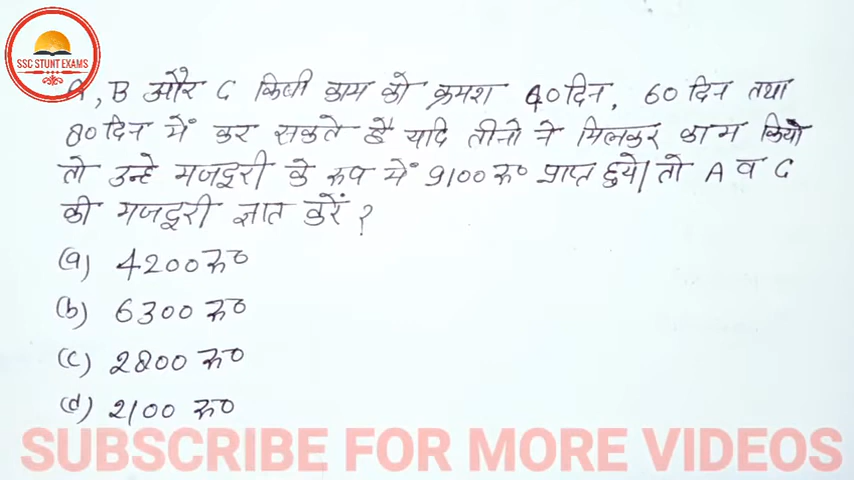 SSC STUNT EXAMS
A, B और C किसी काम को क्रमश 40 दिन, 60 दिन तथा
80 दिन में कर सकते है यदि तीनो ने मिलकर काम किया
तो उन्हे मजदूरी के रुप में 9100 रु० प्राप्त हुये। तो A व C
की मजदूरी ज्ञात करें ?
(a) 4200 रु०
(b) 6300 रु०
(c) 2800 रु०
(d) 2100 रु०
SUBSCRIBE FOR MORE VIDEOS